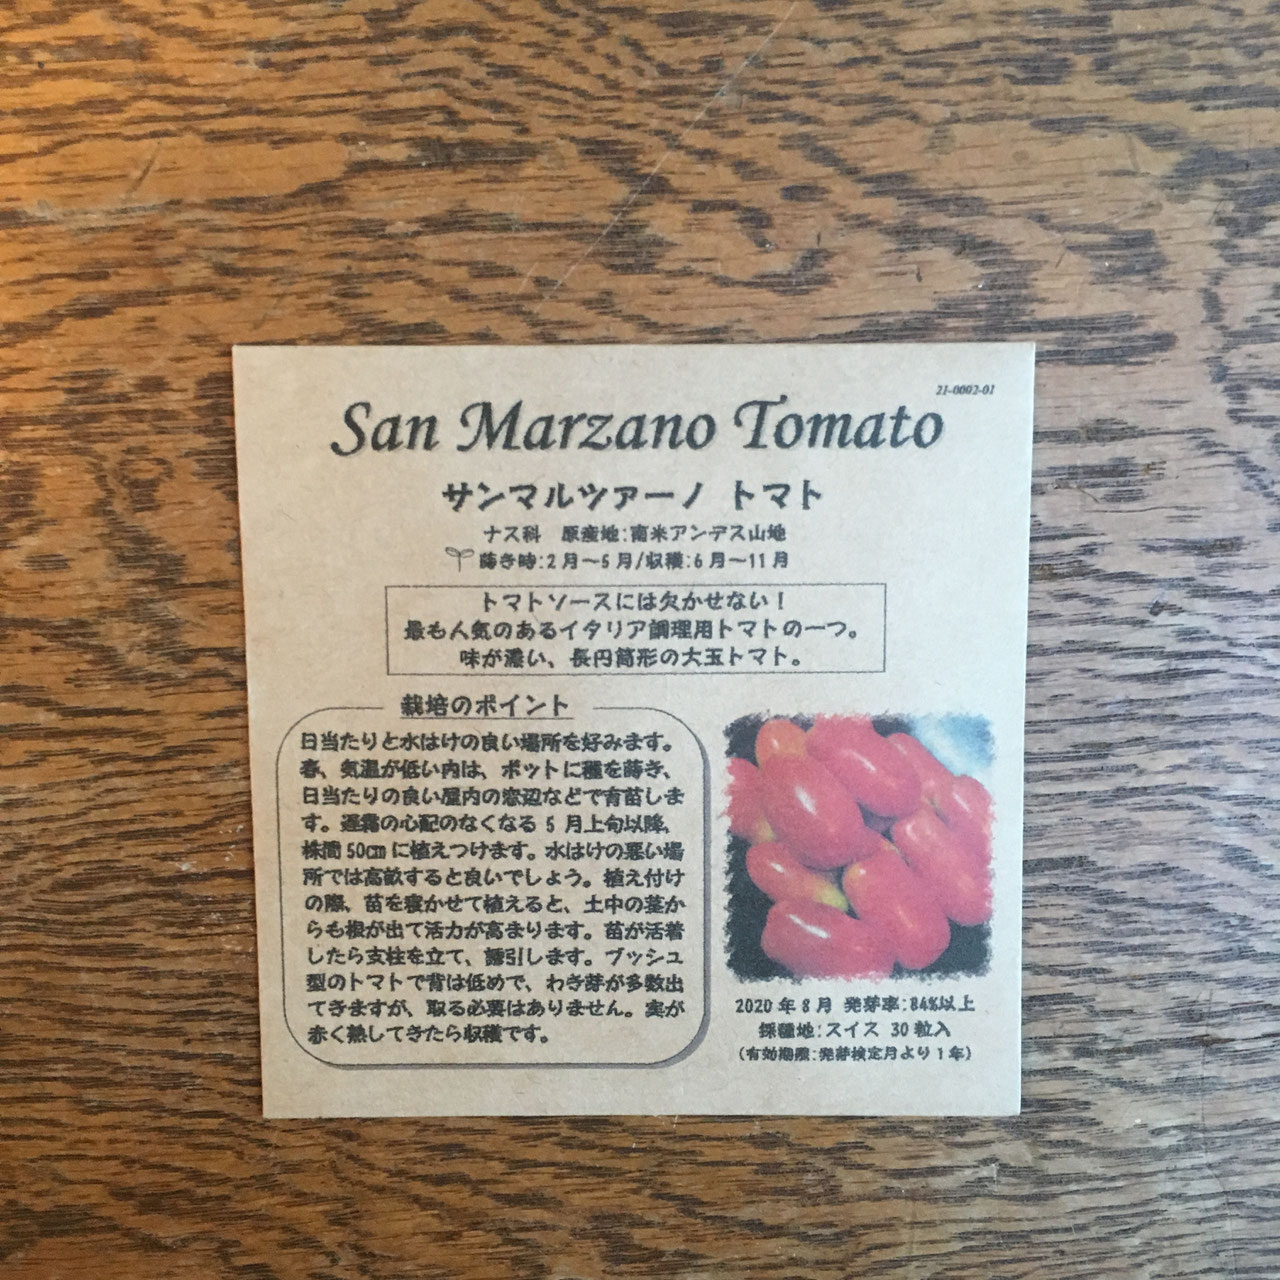 21-0002-01
San Marzano Tomato
サンマルツァーノ トマト
ナス科 原産地:南米アンデス山地
蒔き時:2月～5月/収穫:6月～11月
トマトソースには欠かせない！
最も人気のあるイタリア調理用トマトの一つ。
味が濃い、長円筒形の大玉トマト。
栽培のポイント
日当たりと水はけの良い場所を好みます。
春、気温が低い内は、ポットに種を蒔き、
日当たりの良い屋内の窓辺などで育苗しま
す。遅霜の心配のなくなる 5 月上旬以降、
株間50cmに植えつけます。水はけの悪い場
所では高畝すると良いでしょう。植え付け
の際、苗を寝かせて植えると、土中の茎か
らも根が出て活力が高まります。苗が活着
したら支柱を立て、誘引します。ブッシュ
型のトマトで背は低めで、わき芽が多数出
てきますが、取る必要はありません。実が
赤く熟してきたら収穫です。
2020 年 8 月 発芽率:84%以上
採種地:スイス 30 粒入
(有効期限:発芽検定月より1年)